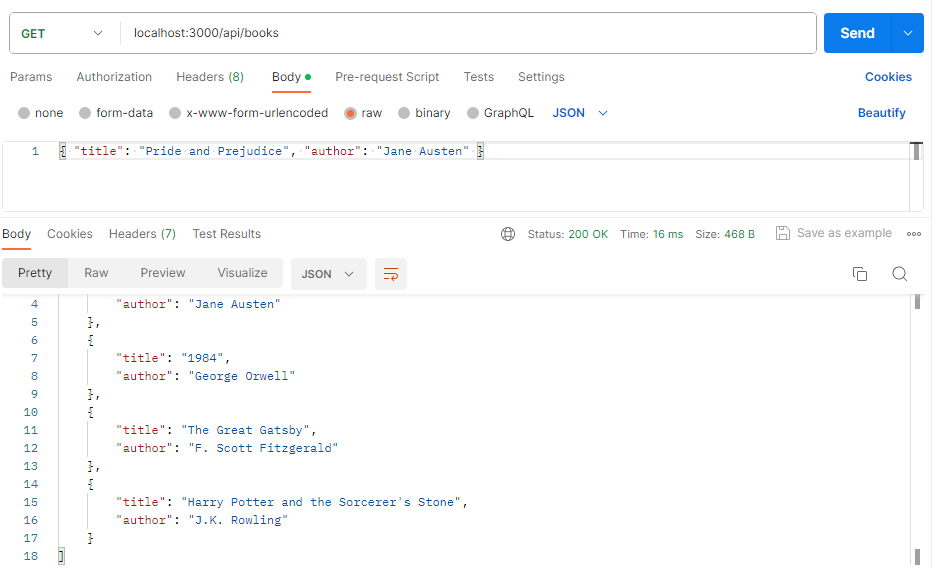 GET localhost:3000/api/books Send
Params Authorization Headers (8) Body Pre-request Script Tests Settings Cookies
none form-data x-www-form-urlencoded raw binary GraphQL JSON Beautify
1 { "title": "Pride and Prejudice", "author": "Jane Austen" }
Body Cookies Headers (7) Test Results Status: 200 OK Time: 16 ms Size: 468 B Save as example
Pretty Raw Preview Visualize JSON
4 "author": "Jane Austen"
5 },
6 {
7 "title": "1984",
8 "author": "George Orwell"
9 },
10 {
11 "title": "The Great Gatsby",
12 "author": "F. Scott Fitzgerald"
13 },
14 {
15 "title": "Harry Potter and the Sorcerer's Stone",
16 "author": "J.K. Rowling"
17 }
18 ]